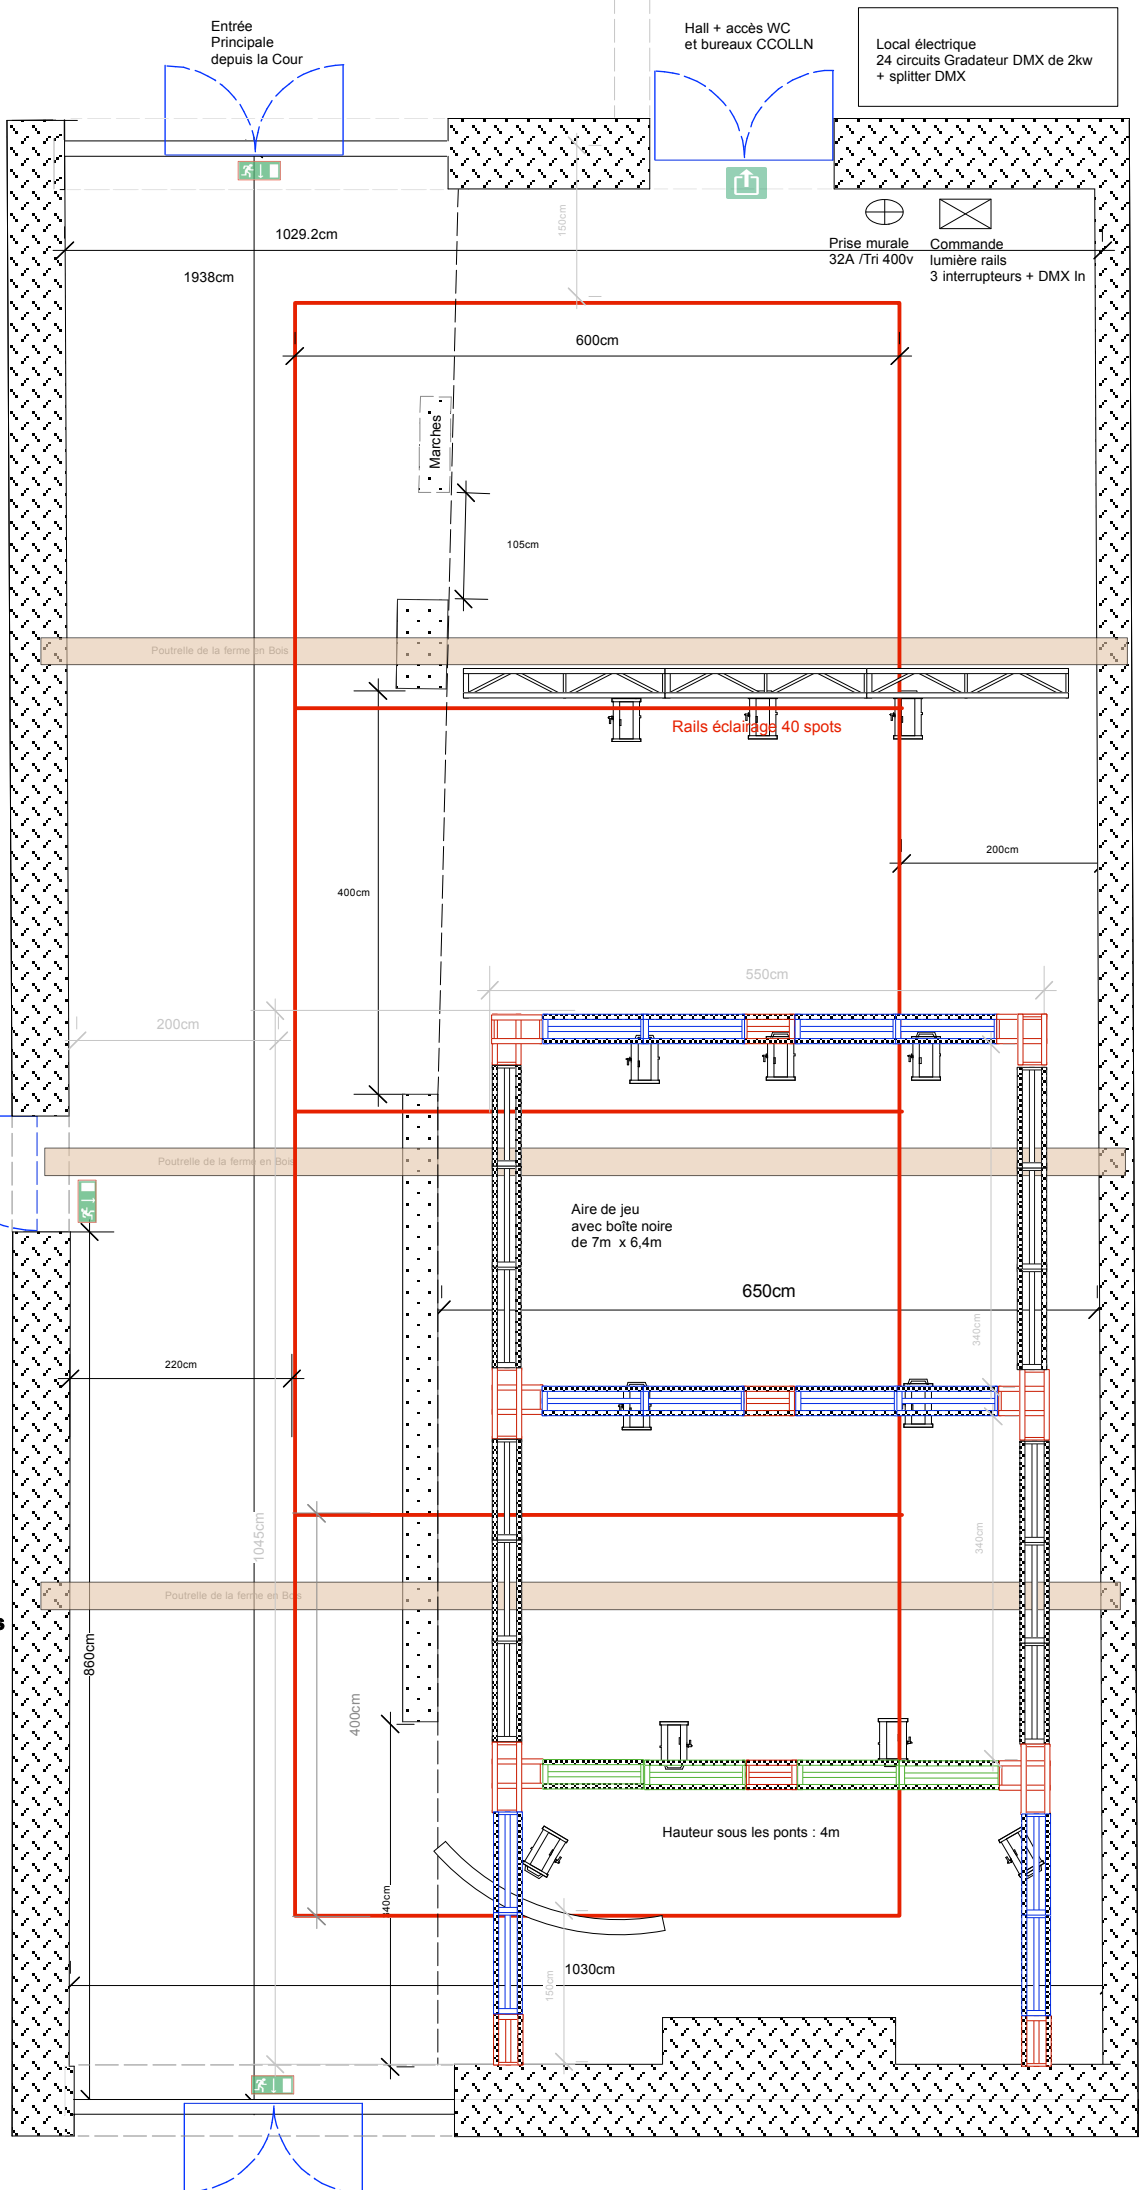 Entrée
Principale
depuis la Cour
Hall + accès WC
et bureaux CCOLLN
Local électrique
24 circuits Gradateur DMX de 2kw
+ splitter DMX
150cm
1029.2cm
1938cm
Prise murale
32A /Tri 400v
Commande
lumière rails
3 interrupteurs + DMX In
600cm
Marches
105cm
Poutrelle de la ferme en Bois
Rails éclairage 40 spots
200cm
400cm
550cm
200cm
Poutrelle de la ferme en Bois
Aire de jeu
avec boîte noire
de 7m x 6,4m
650cm
340cm
220cm
1045cm
340cm
Poutrelle de la ferme en Bois
860cm
400cm
Hauteur sous les ponts : 4m
340cm
1030cm
150cm